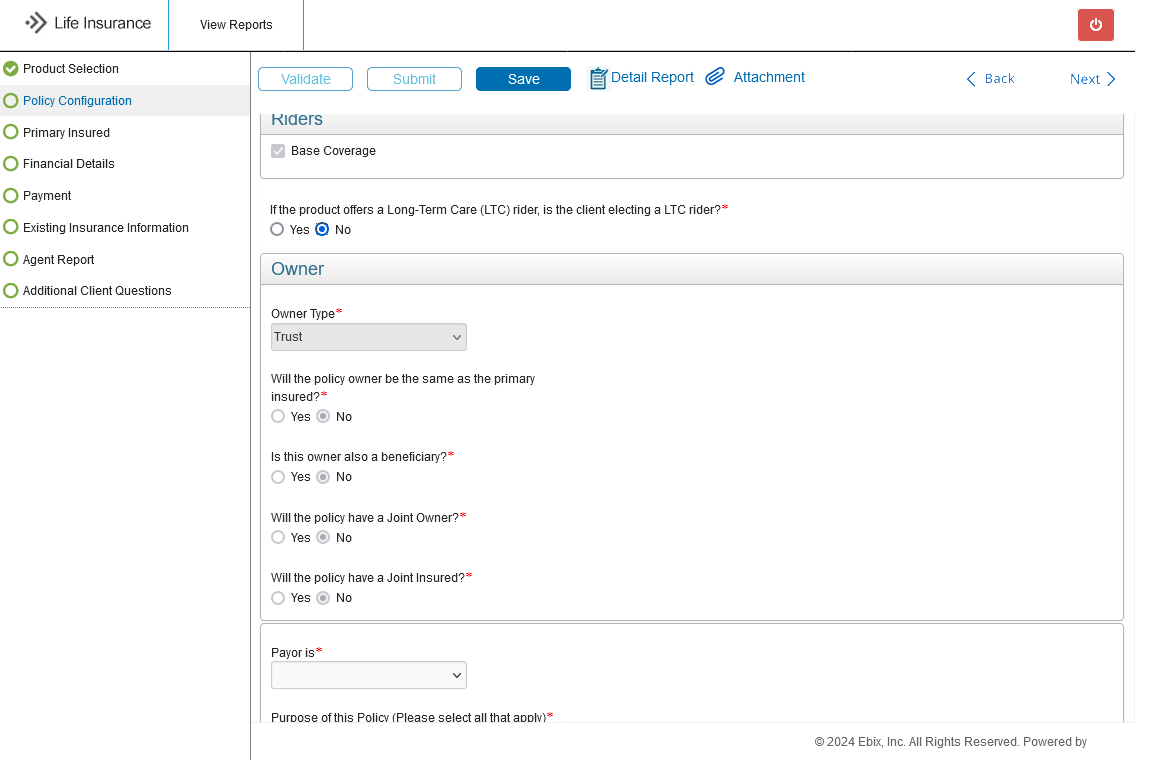 Life Insurance
View Reports
Product Selection
Policy Configuration
Primary Insured
Financial Details
Payment
Existing Insurance Information
Agent Report
Additional Client Questions
Validate
Submit
Save
Detail Report
Attachment
Back
Next
Riders
Base Coverage
If the product offers a Long-Term Care (LTC) rider, is the client electing a LTC rider?*
Yes No
Owner
Owner Type*
Trust
Will the policy owner be the same as the primary
insured?*
Yes No
Is this owner also a beneficiary?*
Yes No
Will the policy have a Joint Owner?*
Yes No
Will the policy have a Joint Insured?*
Yes No
Payor is*
Purpose of this Policy (Please select all that apply)*
© 2024 Ebix, Inc. All Rights Reserved. Powered by